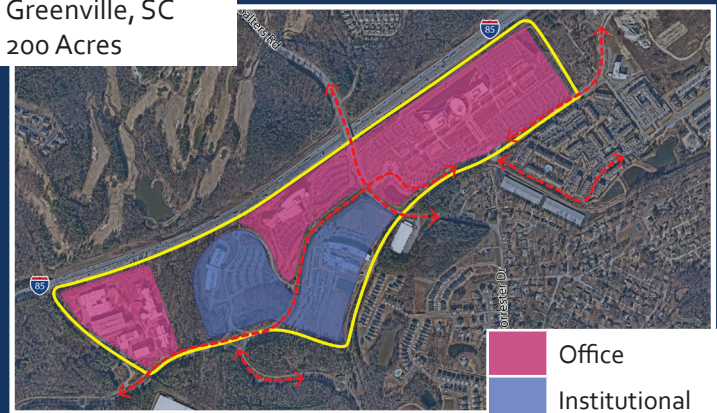 Greenville, SC
200 Acres
Salters Rd
85
85
Forrester Dr
Office
Institutional